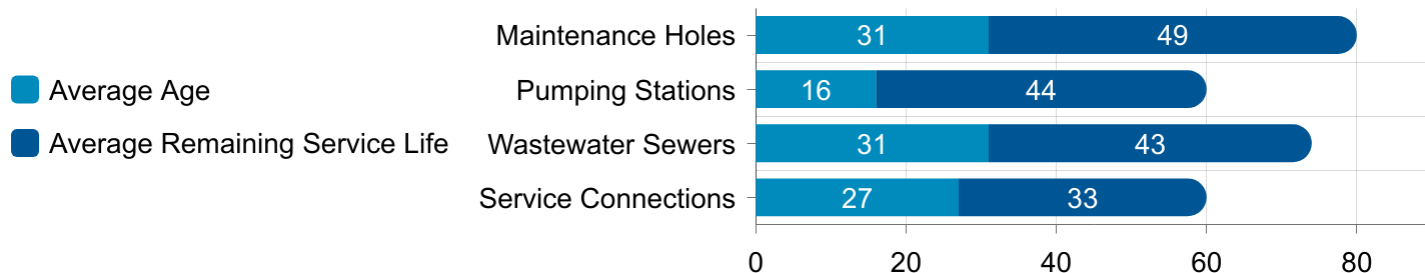 Average Age
Average Remaining Service Life
Maintenance Holes 31 49
Pumping Stations 16 44
Wastewater Sewers 31 43
Service Connections 27 33
0 20 40 60 80